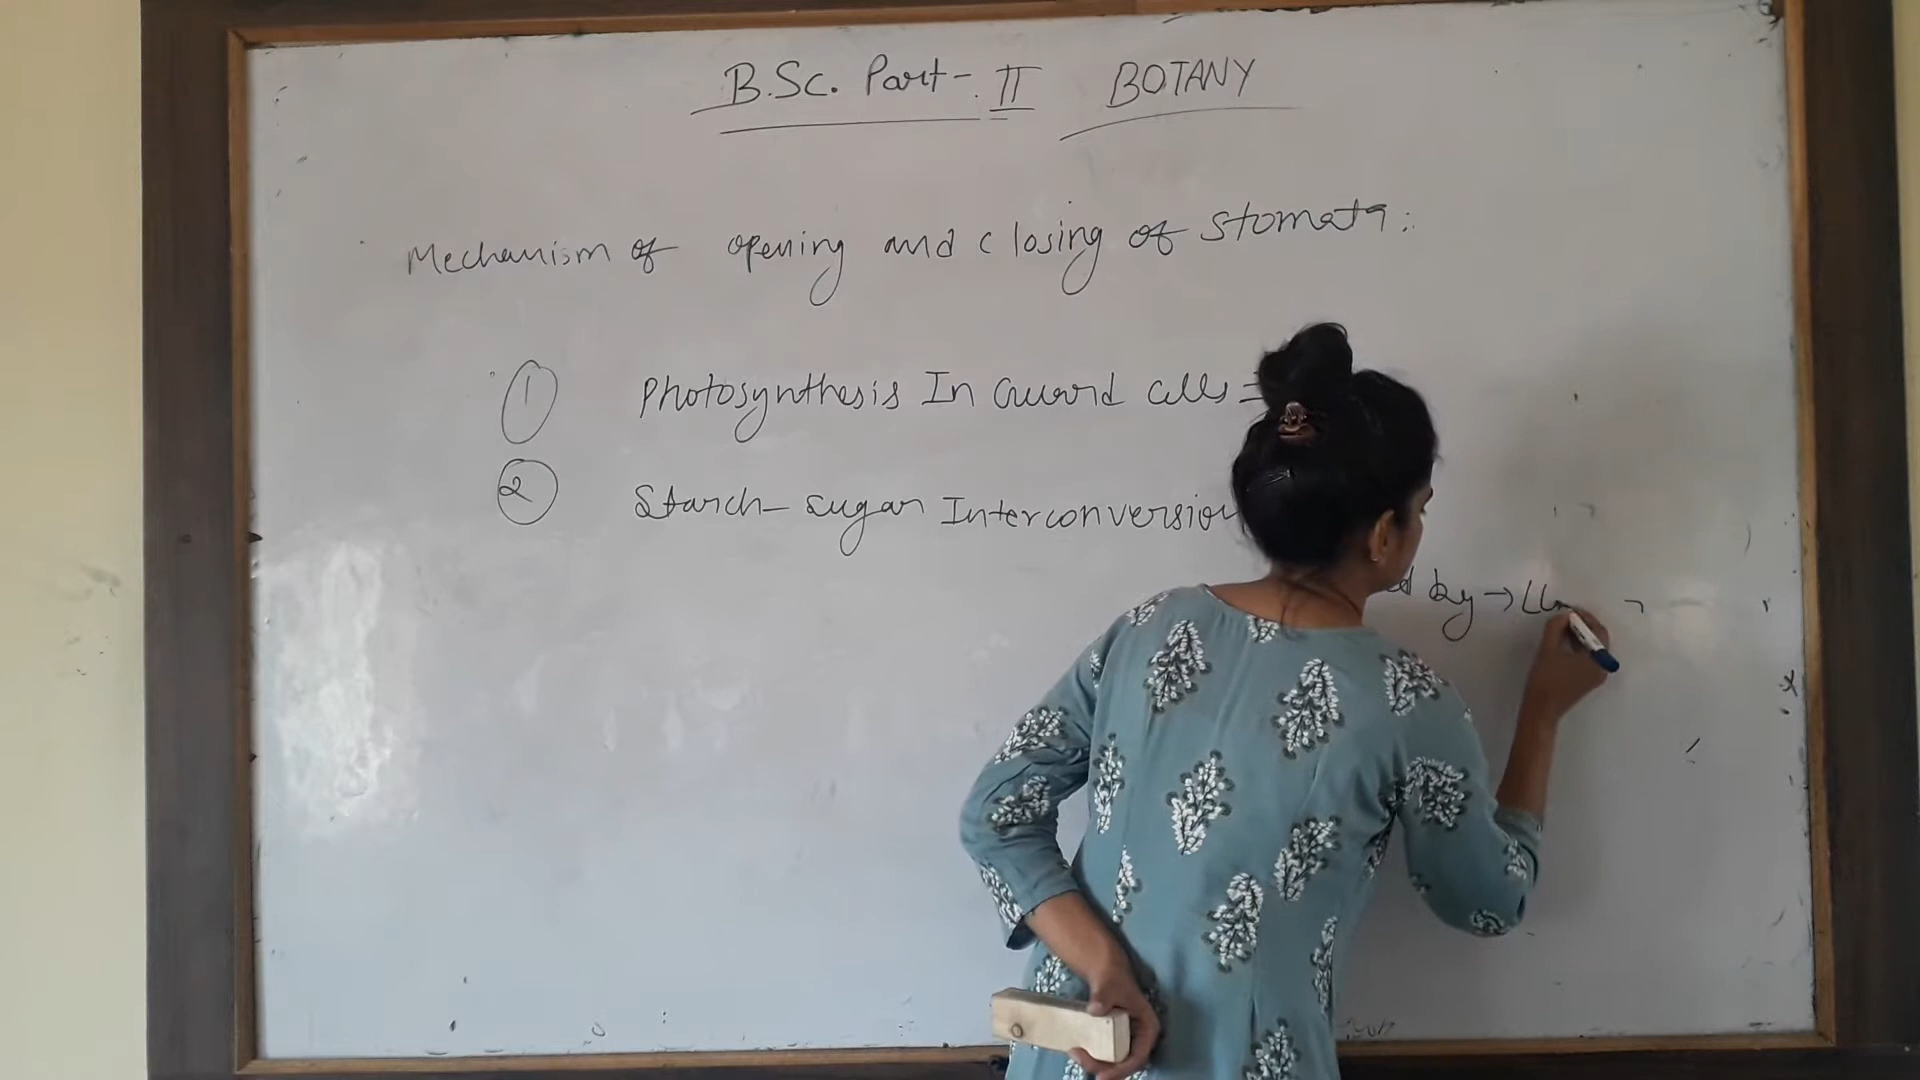 B.Sc. Part-II BOTANY
Mechanism of opening and closing of stomata:
① Photosynthesis In Guard cells =
② Starch-sugar Interconversion
by →